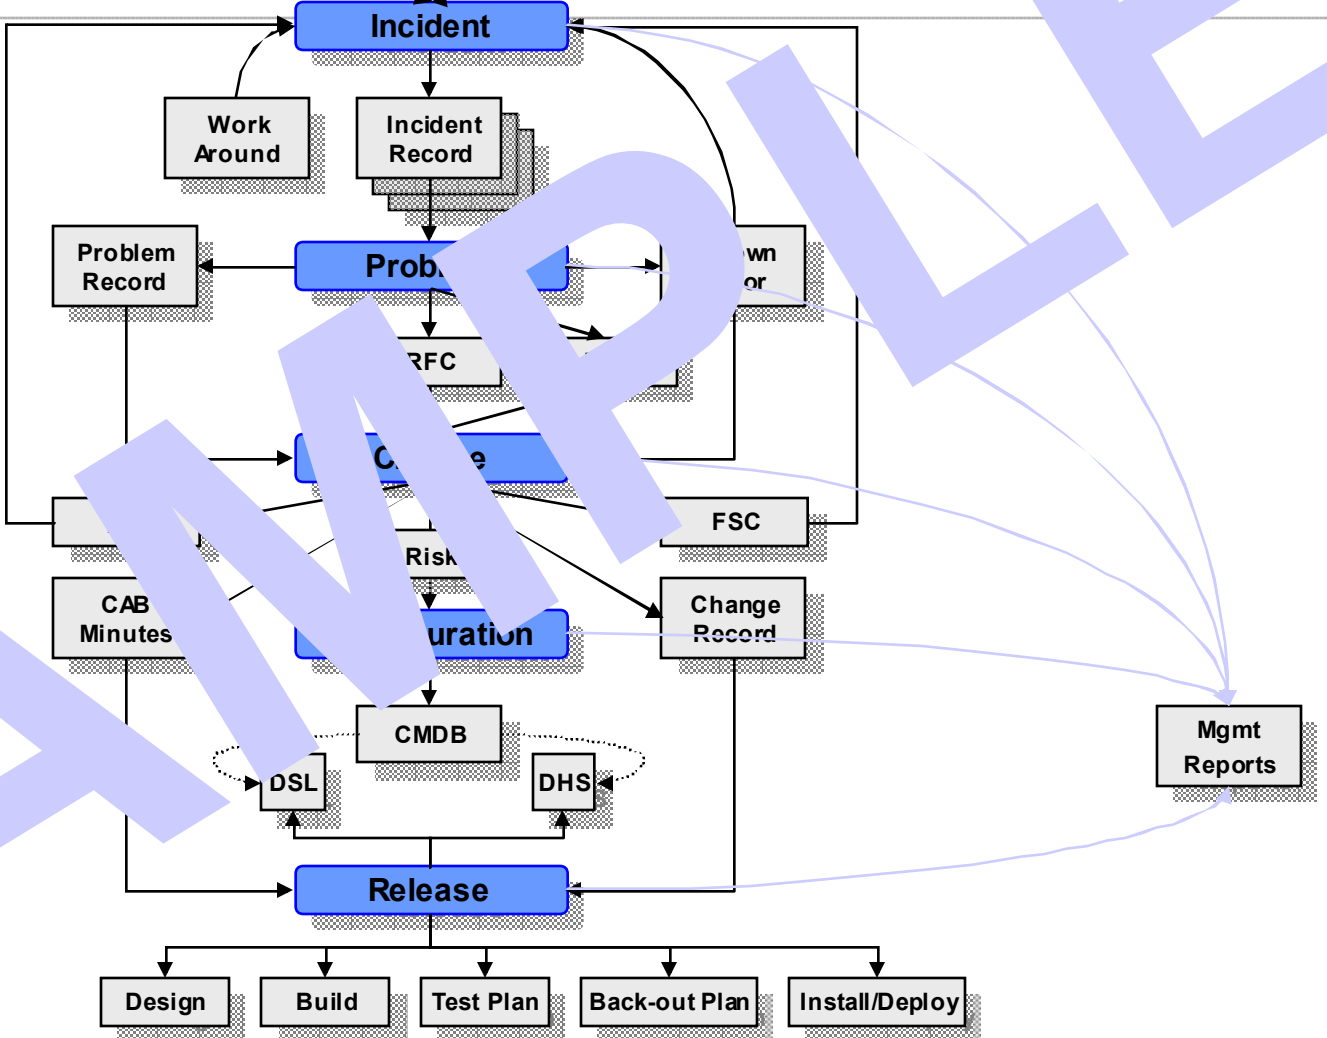 Incident
Work
Around
Incident
Record
Problem
Record
RFC
FSC
Risk
CAB
Minutes
Change
Record
CMDB
DSL
DHS
Mgmt
Reports
Release
Design
Build
Test Plan
Back-out Plan
Install/Deploy